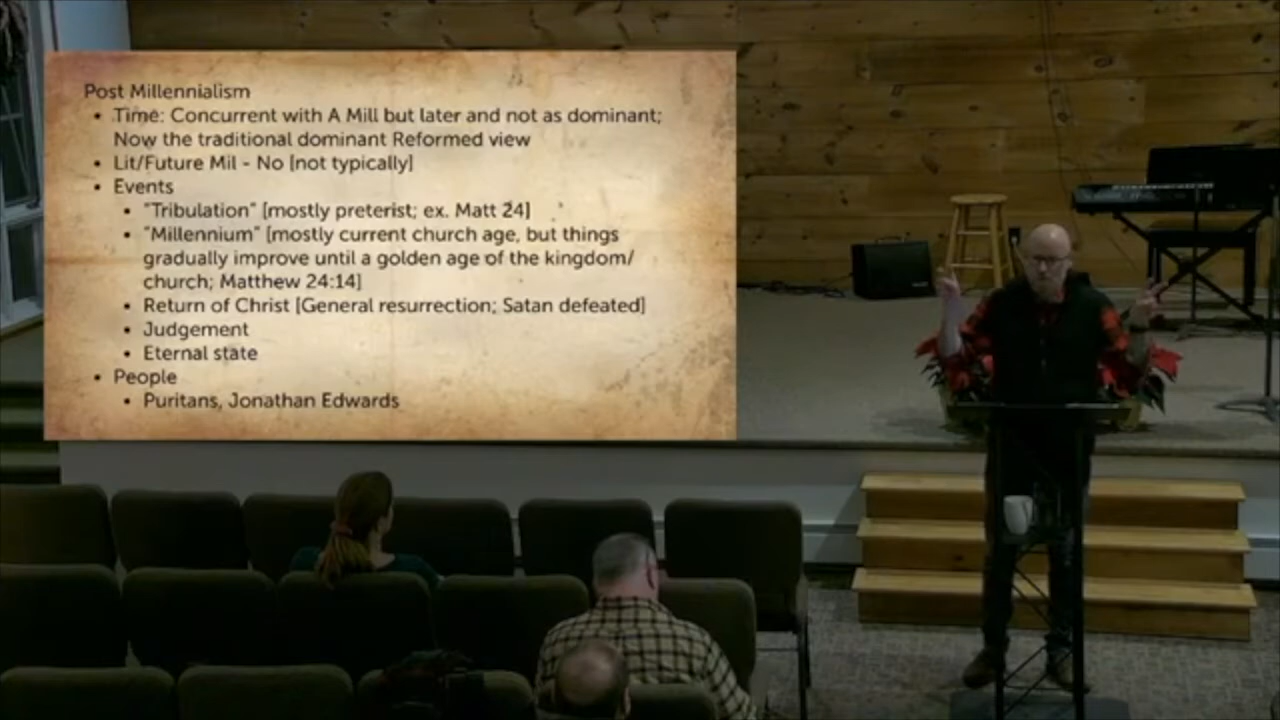 Post Millennialism
• Time: Concurrent with A Mill but later and not as dominant;
Now the traditional dominant Reformed view
• Lit/Future Mil - No [not typically]
• Events
• "Tribulation" [mostly preterist; ex. Matt 24]
• "Millennium" [mostly current church age, but things
gradually improve until a golden age of the kingdom/
church; Matthew 24:14]
• Return of Christ [General resurrection; Satan defeated]
• Judgement
• Eternal state
• People
• Puritans, Jonathan Edwards